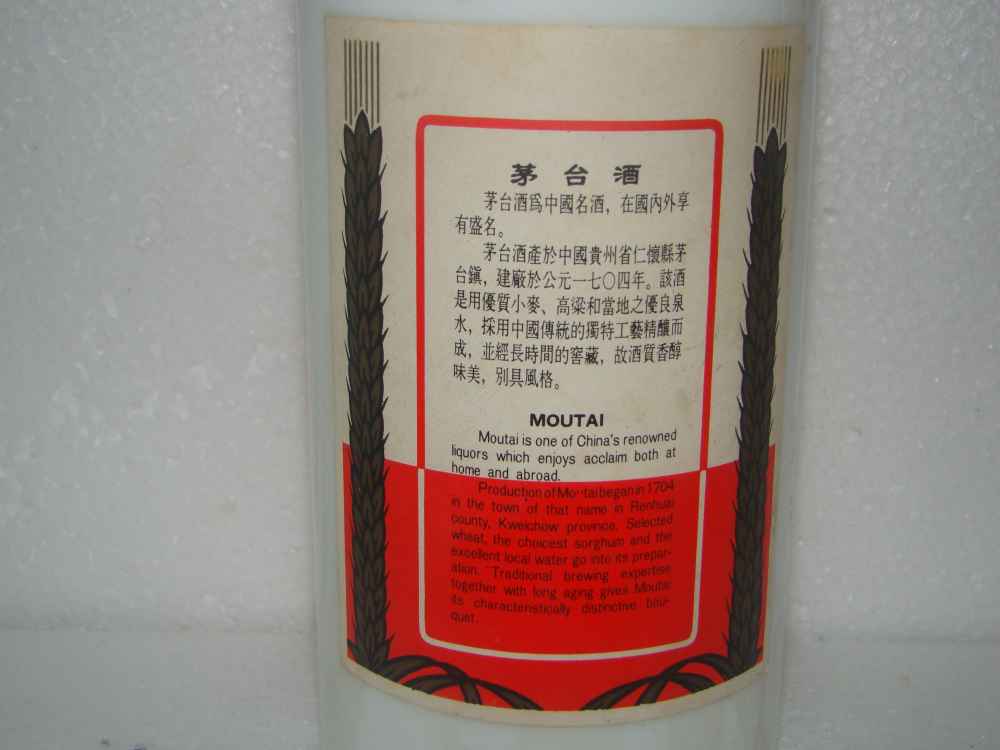 茅台酒
茅台酒爲中國名酒，在國內外享
有盛名。
茅台酒產於中國貴州省仁懷縣茅
台鎭，建廠於公元一七〇四年。該酒
是用優質小麥、高粱和當地之優良泉
水，採用中國傳統的獨特工藝精釀而
成，並經長時間的窖藏，故酒質香醇
味美，別具風格。
MOUTAI
Moutai is one of China's renowned
liquors which enjoys acclaim both at
home and abroad.
Production of Mo tai began in 1704
in the town of that name in Renhuai
county, Kweichow province. Selected
wheat, the choicest sorghum and the
excellent local water go into its prepar-
ation. Traditional brewing expertise
together with long aging gives Moutai
its characteristically distinctive bou-
quet.